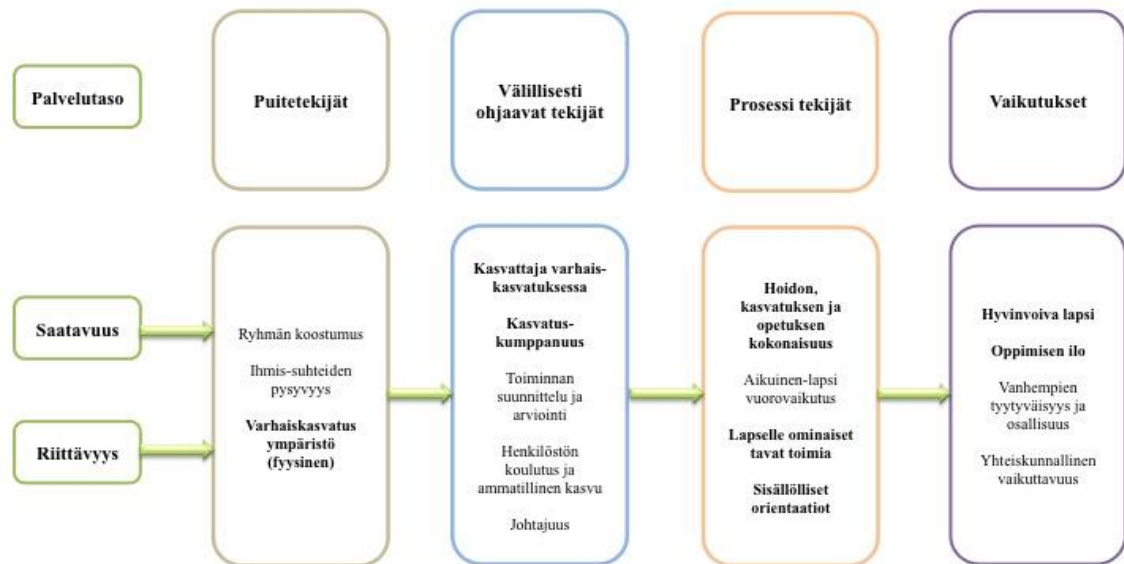 Palvelutaso
Puitetekijät
Välillisesti
ohjaavat tekijät
Prosessi tekijät
Vaikutukset
Saatavuus
Riittävyys
Ryhmän koostumus
Ihmis-suhteiden
pysyvyys
Varhaiskasvatus
ympäristö
(fyysinen)
Kasvattaja varhais-
kasvatuksessa
Kasvatus-
kumppanuus
Toiminnan
suunnittelu ja
arviointi
Henkilöstön
koulutus ja
ammatillinen kasvu
Johtajuus
Hoidon,
kasvatuksen ja
opetuksen
kokonaisuus
Aikuinen-lapsi
vuorovaikutus
Lapselle ominaiset
tavat toimia
Sisällölliset
orientaatiot
Hyvinvoiva lapsi
Oppimisen ilo
Vanhempien
tyytyväisyys ja
osallisuus
Yhteiskunnallinen
vaikuttavuus